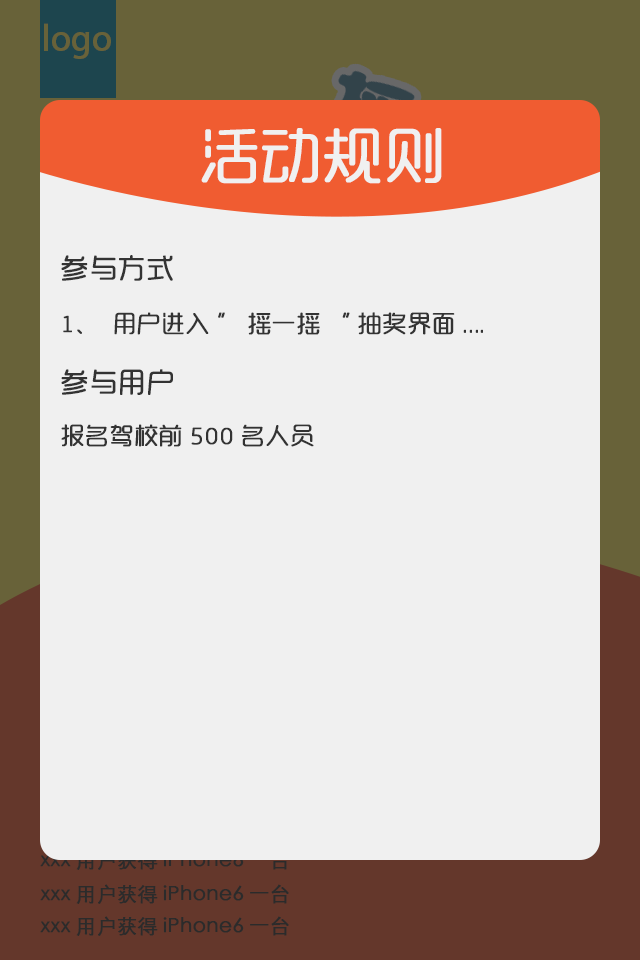 logo
活动规则
参与方式
1、 用户进入" 摇一摇 "抽奖界面 ....
参与用户
报名驾校前 500 名人员
xxx 用户获得 iPhone6 一台
xxx 用户获得 iPhone6 一台
xxx 用户获得 iPhone6 一台